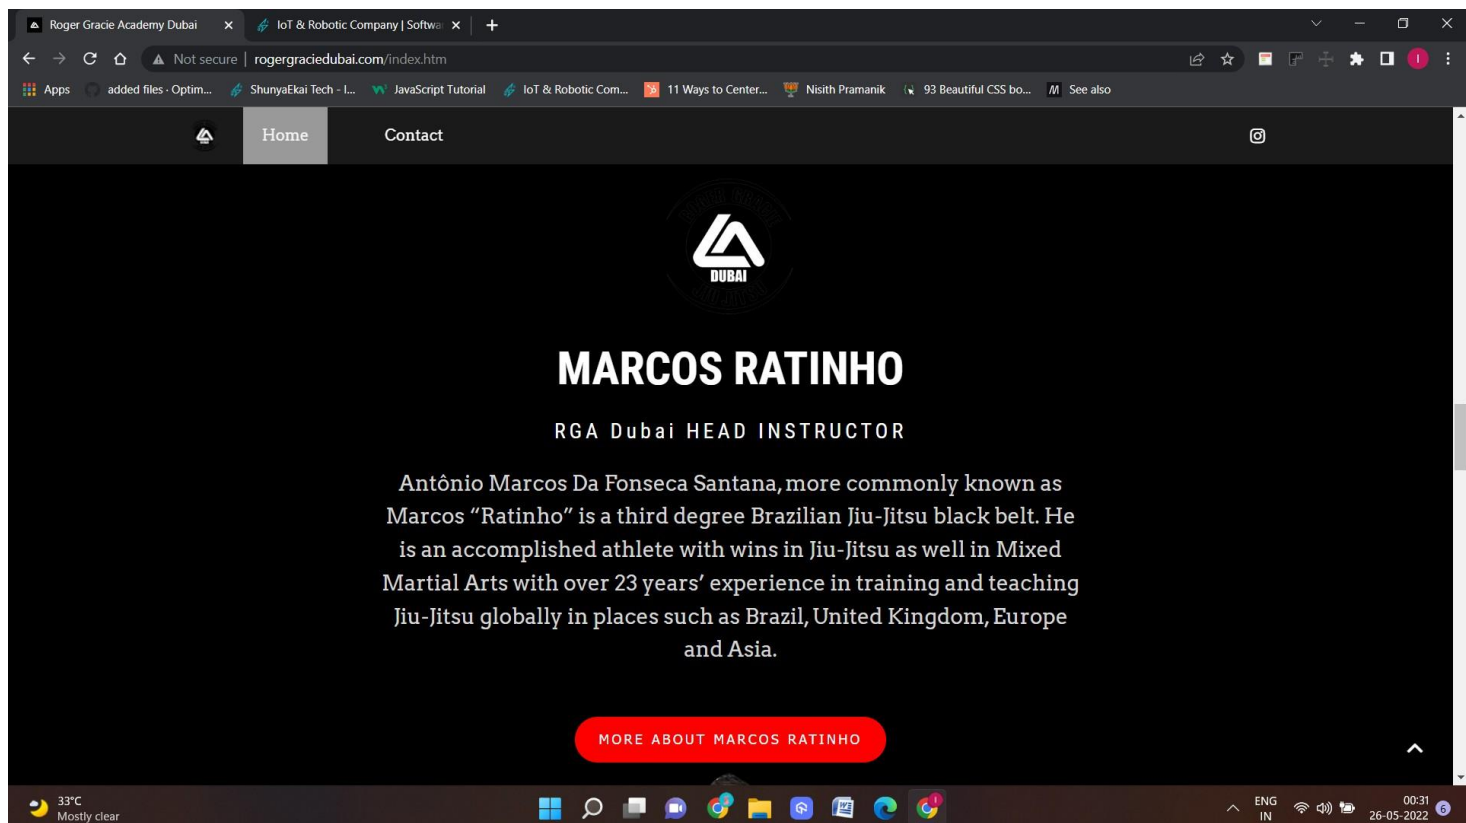 Roger Gracie Academy Dubai
IoT & Robotic Company | Softwa
Not secure | rogergraciedubai.com/index.htm
Apps
added files · Optim...
ShunyaEkai Tech - I...
JavaScript Tutorial
IoT & Robotic Com...
11 Ways to Center...
Nisith Pramanik
93 Beautiful CSS bo...
See also
Home
Contact
DUBAI
MARCOS RATINHO
RGA Dubai HEAD INSTRUCTOR
Antônio Marcos Da Fonseca Santana, more commonly known as
Marcos “Ratinho” is a third degree Brazilian Jiu-Jitsu black belt. He
is an accomplished athlete with wins in Jiu-Jitsu as well in Mixed
Martial Arts with over 23 years’ experience in training and teaching
Jiu-Jitsu globally in places such as Brazil, United Kingdom, Europe
and Asia.
MORE ABOUT MARCOS RATINHO
33°C
Mostly clear
ENG
IN
00:31
26-05-2022
6